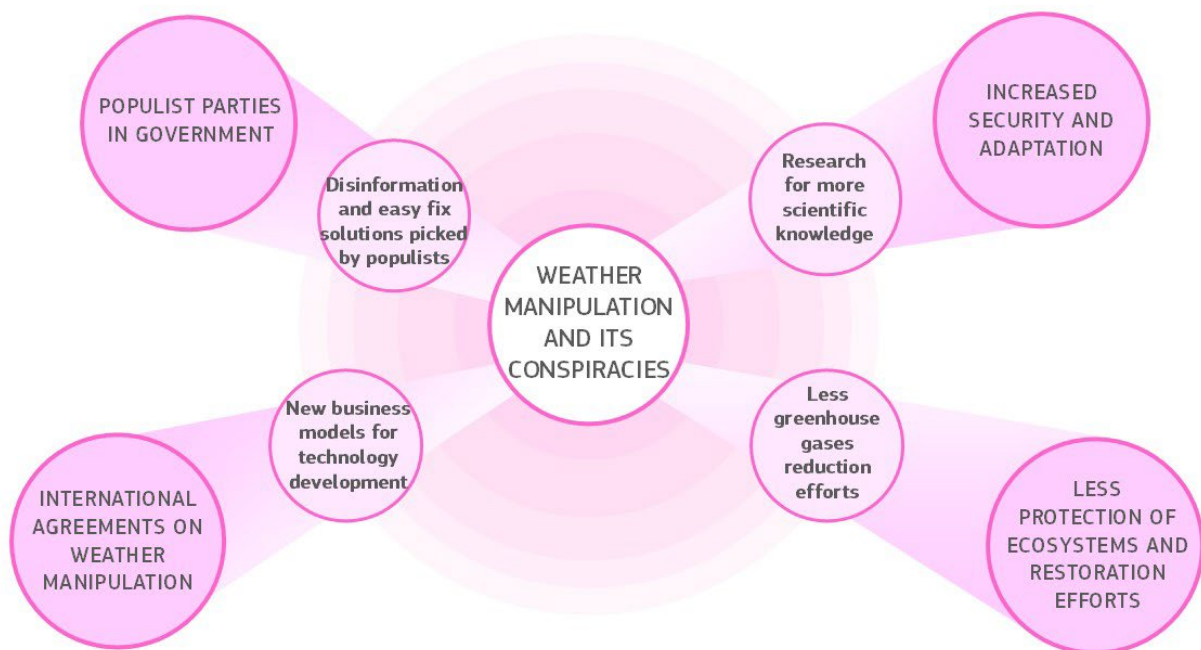 POPULIST PARTIES
IN GOVERNMENT
Disinformation
and easy fix
solutions picked
by populists
Research
for more
scientific
knowledge
INCREASED
SECURITY AND
ADAPTATION
WEATHER
MANIPULATION
AND ITS
CONSPIRACIES
New business
models for
technology
development
INTERNATIONAL
AGREEMENTS ON
WEATHER
MANIPULATION
Less
greenhouse
gases
reduction
efforts
LESS
PROTECTION OF
ECOSYSTEMS AND
RESTORATION
EFFORTS